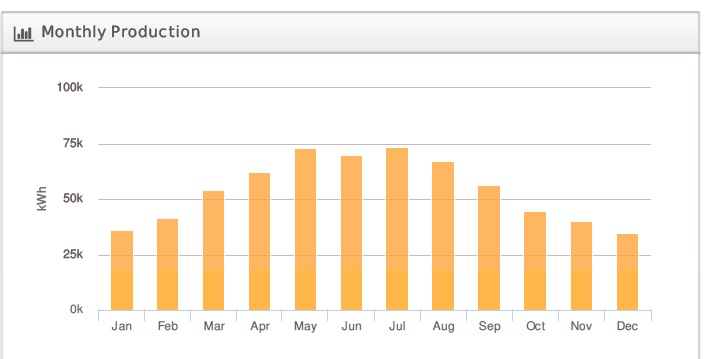 Monthly Production
100k
75k
50k
25k
0k
kWh
Jan Feb Mar Apr May Jun Jul Aug Sep Oct Nov Dec